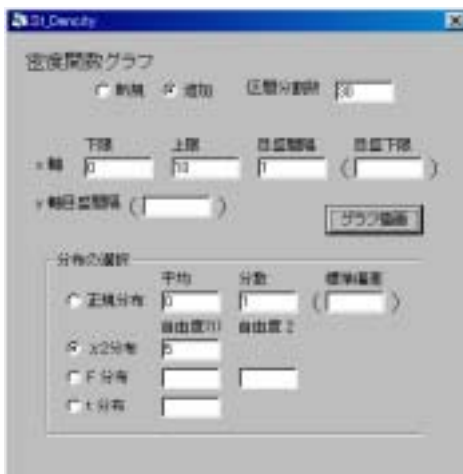 St_Dencity
密度関数グラフ
新規 追加 区間分割数 30
下限 上限 目盛間隔 目盛下限
x軸 0 10 1 ( )
y軸目盛間隔 ( )
グラフ描画
分布の選択
平均 分散 標準偏差
正規分布 0 1 ( )
自由度(1) 自由度2
χ2分布 5
F分布
t分布